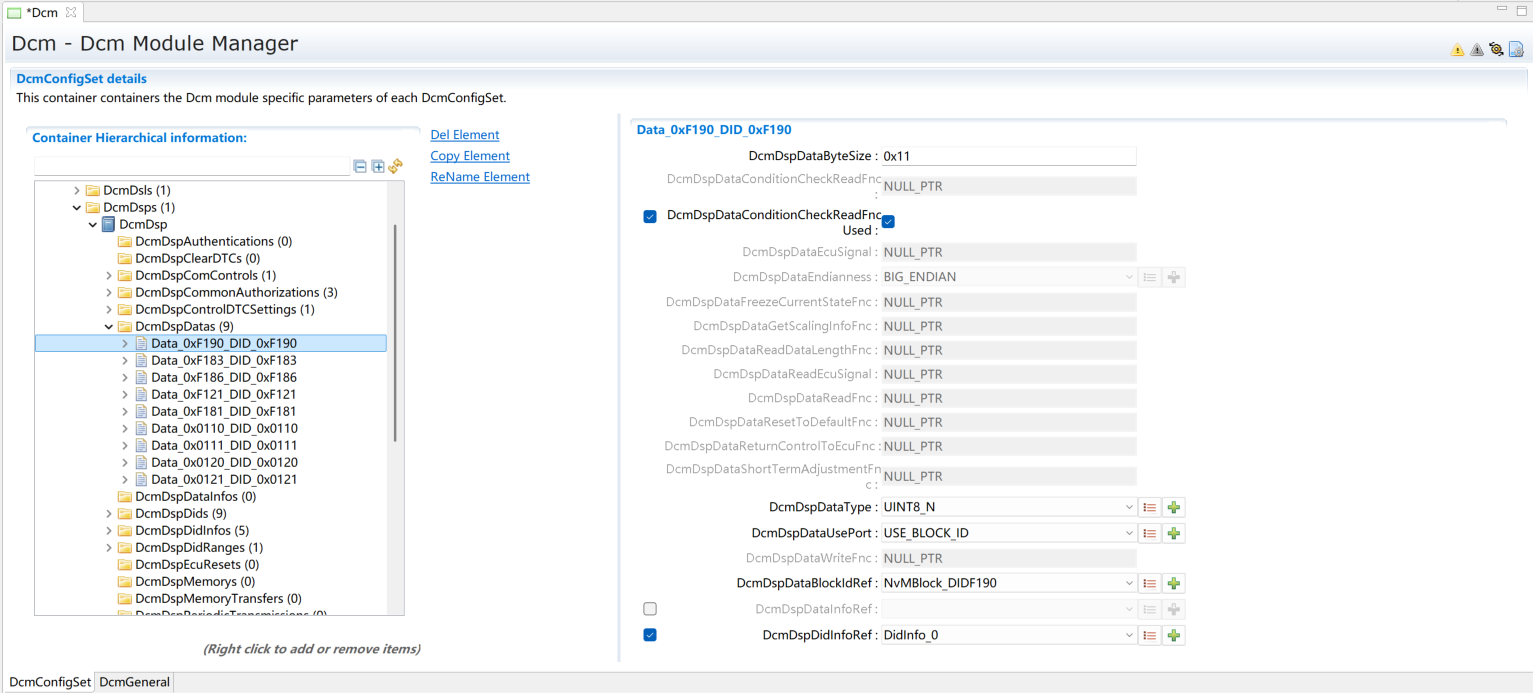 *Dcm
Dcm - Dcm Module Manager
DcmConfigSet details
This container containers the Dcm module specific parameters of each DcmConfigSet.
Container Hierarchical information:
Del Element
Copy Element
ReName Element
DcmDsls (1)
DcmDsps (1)
DcmDsp
DcmDspAuthentications (0)
DcmDspClearDTCs (0)
DcmDspComControls (1)
DcmDspCommonAuthorizations (3)
DcmDspControlDTCSettings (1)
DcmDspDatas (9)
Data_0xF190_DID_0xF190
Data_0xF183_DID_0xF183
Data_0xF186_DID_0xF186
Data_0xF121_DID_0xF121
Data_0xF181_DID_0xF181
Data_0x0110_DID_0x0110
Data_0x0111_DID_0x0111
Data_0x0120_DID_0x0120
Data_0x0121_DID_0x0121
DcmDspDataInfos (0)
DcmDspDids (9)
DcmDspDidInfos (5)
DcmDspDidRanges (1)
DcmDspEcuResets (0)
DcmDspMemorys (0)
DcmDspMemoryTransfers (0)
DcmDspPeriodicTransmissions (0)
(Right click to add or remove items)
Data_0xF190_DID_0xF190
DcmDspDataByteSize : 0x11
DcmDspDataConditionCheckReadFnc
: NULL_PTR
DcmDspDataConditionCheckReadFnc
Used :
DcmDspDataEcuSignal : NULL_PTR
DcmDspDataEndianness : BIG_ENDIAN
DcmDspDataFreezeCurrentStateFnc : NULL_PTR
DcmDspDataGetScalingInfoFnc : NULL_PTR
DcmDspDataReadDataLengthFnc : NULL_PTR
DcmDspDataReadEcuSignal : NULL_PTR
DcmDspDataReadFnc : NULL_PTR
DcmDspDataResetToDefaultFnc : NULL_PTR
DcmDspDataReturnControlToEcuFnc : NULL_PTR
DcmDspDataShortTermAdjustmentFn
c : NULL_PTR
DcmDspDataType : UINT8_N
DcmDspDataUsePort : USE_BLOCK_ID
DcmDspDataWriteFnc : NULL_PTR
DcmDspDataBlockIdRef : NvMBlock_DIDF190
DcmDspDataInfoRef :
DcmDspDidInfoRef : DidInfo_0
DcmConfigSet DcmGeneral